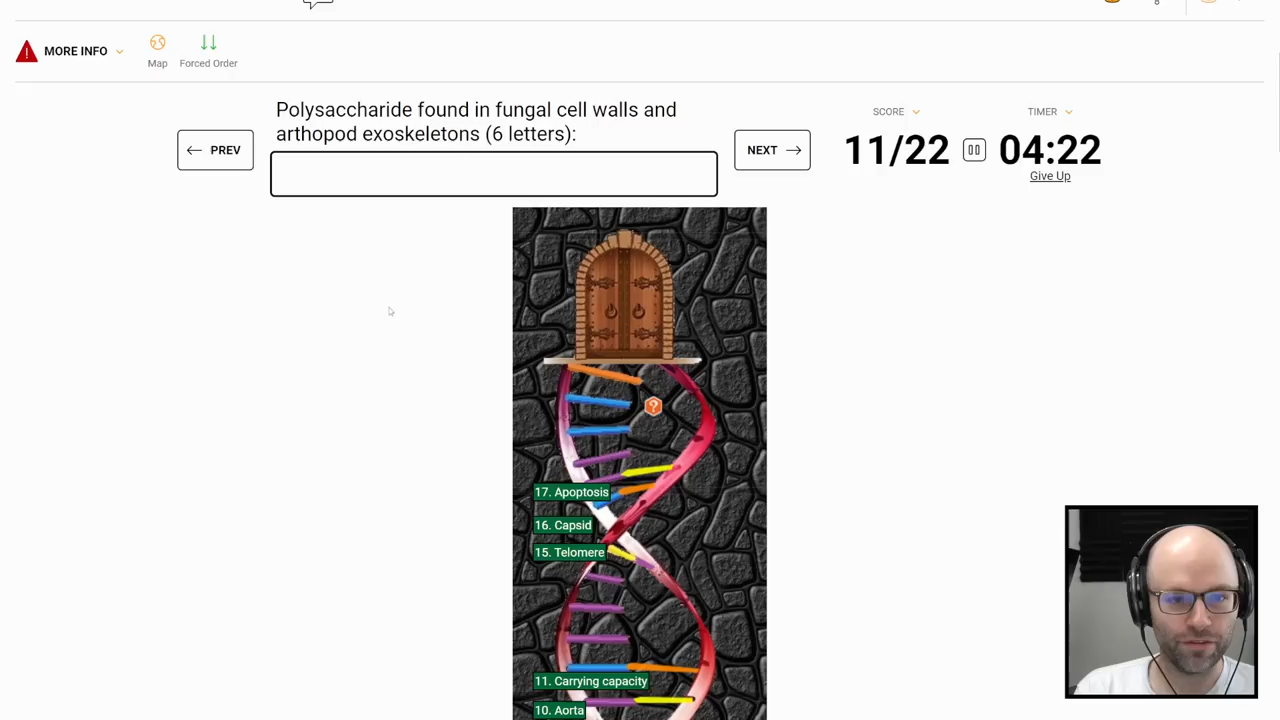 MORE INFO
Map
Forced Order
← PREV
Polysaccharide found in fungal cell walls and
arthopod exoskeletons (6 letters):
NEXT →
SCORE
11/22
TIMER
04:22
Give Up
?
17. Apoptosis
16. Capsid
15. Telomere
11. Carrying capacity
10. Aorta